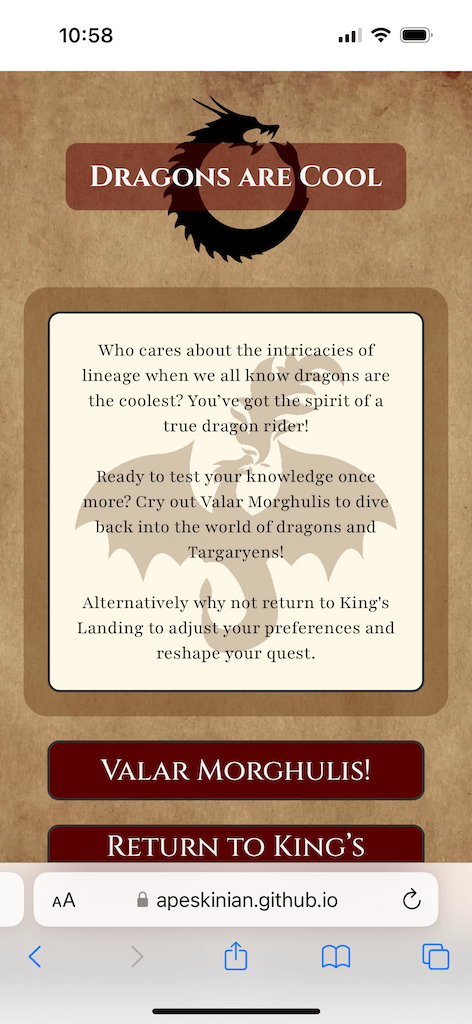 10:58
Dragons are Cool
Who cares about the intricacies of
lineage when we all know dragons are
the coolest? You’ve got the spirit of a
true dragon rider!
Ready to test your knowledge once
more? Cry out Valar Morghulis to dive
back into the world of dragons and
Targaryens!
Alternatively why not return to King's
Landing to adjust your preferences and
reshape your quest.
Valar Morghulis!
Return to King’s
AA
apeskinian.github.io